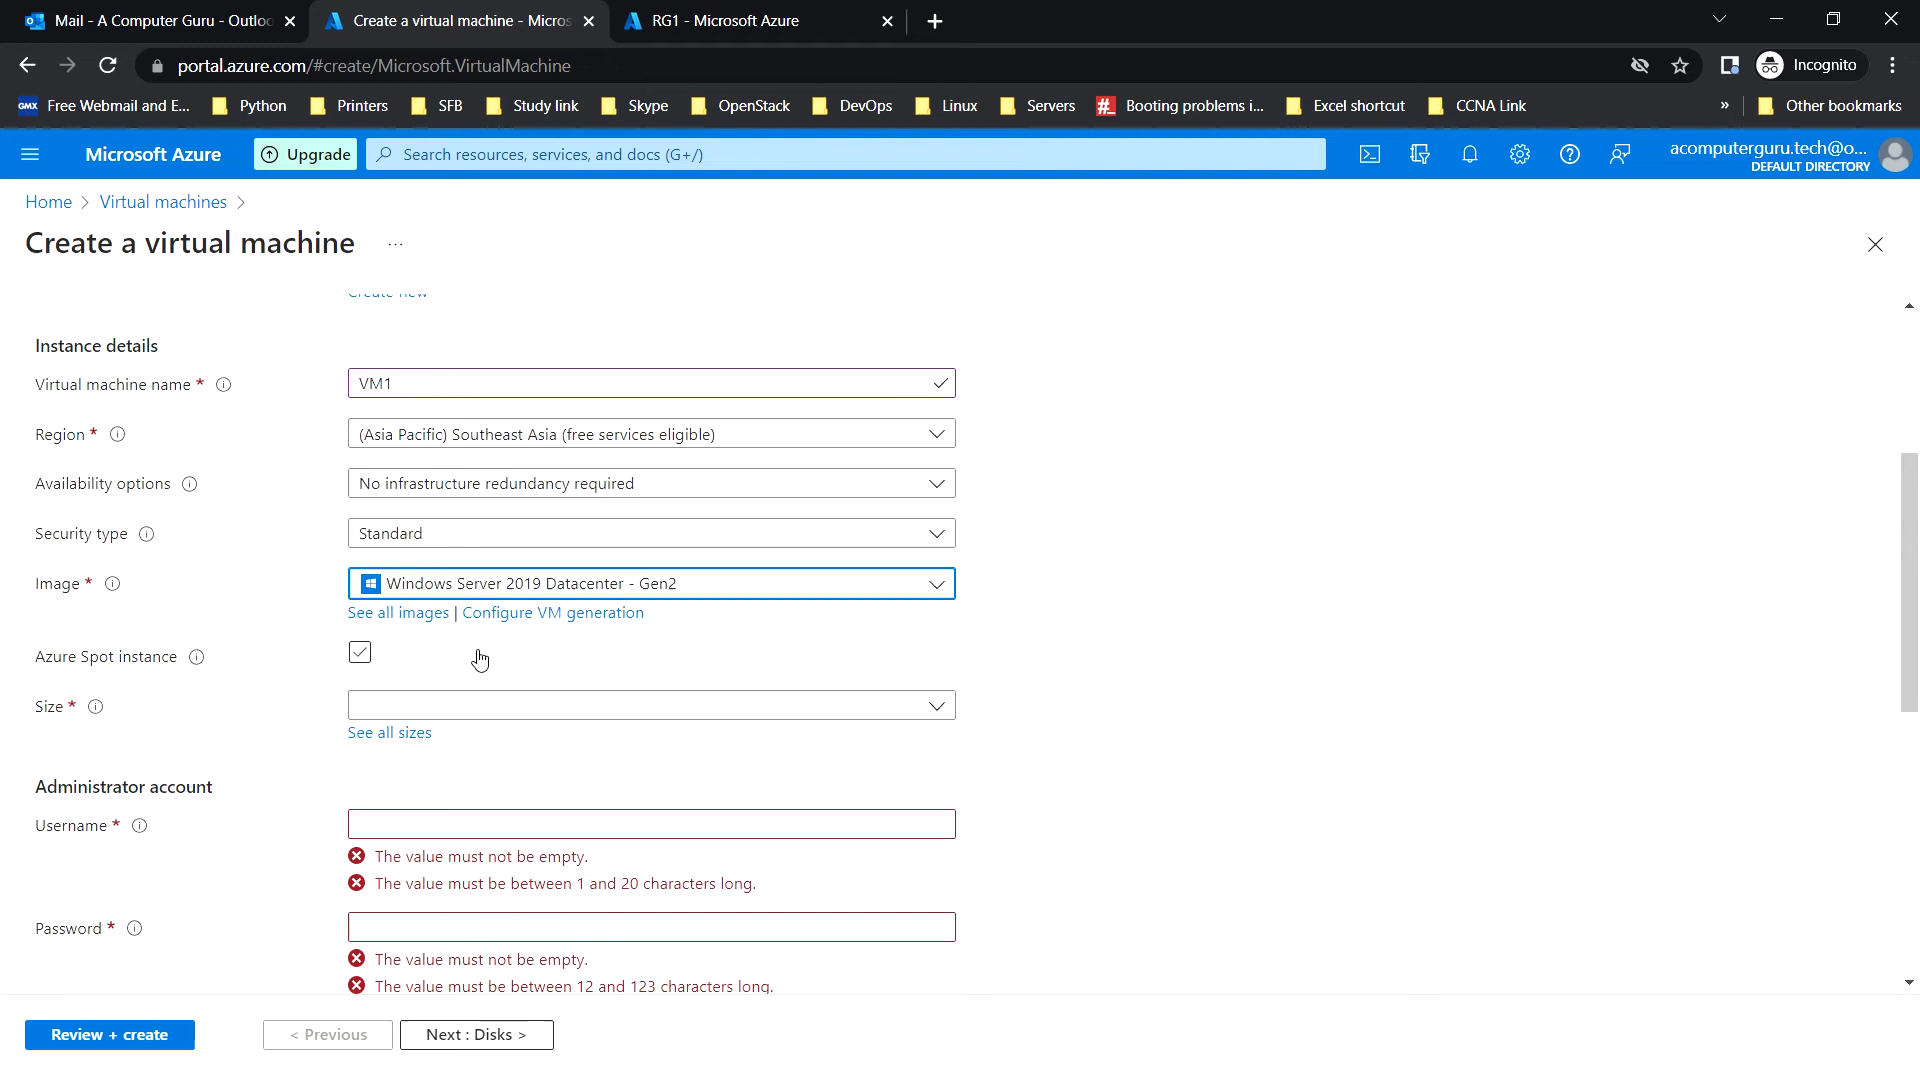 Mail - A Computer Guru - Outloo
Create a virtual machine - Micros
RG1 - Microsoft Azure
portal.azure.com/#create/Microsoft.VirtualMachine
Incognito
GMX Free Webmail and E...
Python
Printers
SFB
Study link
Skype
OpenStack
DevOps
Linux
Servers
Booting problems i...
Excel shortcut
CCNA Link
»
Other bookmarks
Microsoft Azure
Upgrade
Search resources, services, and docs (G+/)
acomputerguru.tech@o...
DEFAULT DIRECTORY
Home > Virtual machines >
Create a virtual machine ...
Create new
Instance details
Virtual machine name *
VM1
Region *
(Asia Pacific) Southeast Asia (free services eligible)
Availability options
No infrastructure redundancy required
Security type
Standard
Image *
Windows Server 2019 Datacenter - Gen2
See all images | Configure VM generation
Azure Spot instance
Size *
See all sizes
Administrator account
Username *
The value must not be empty.
The value must be between 1 and 20 characters long.
Password *
The value must not be empty.
The value must be between 12 and 123 characters long.
Review + create
< Previous
Next : Disks >